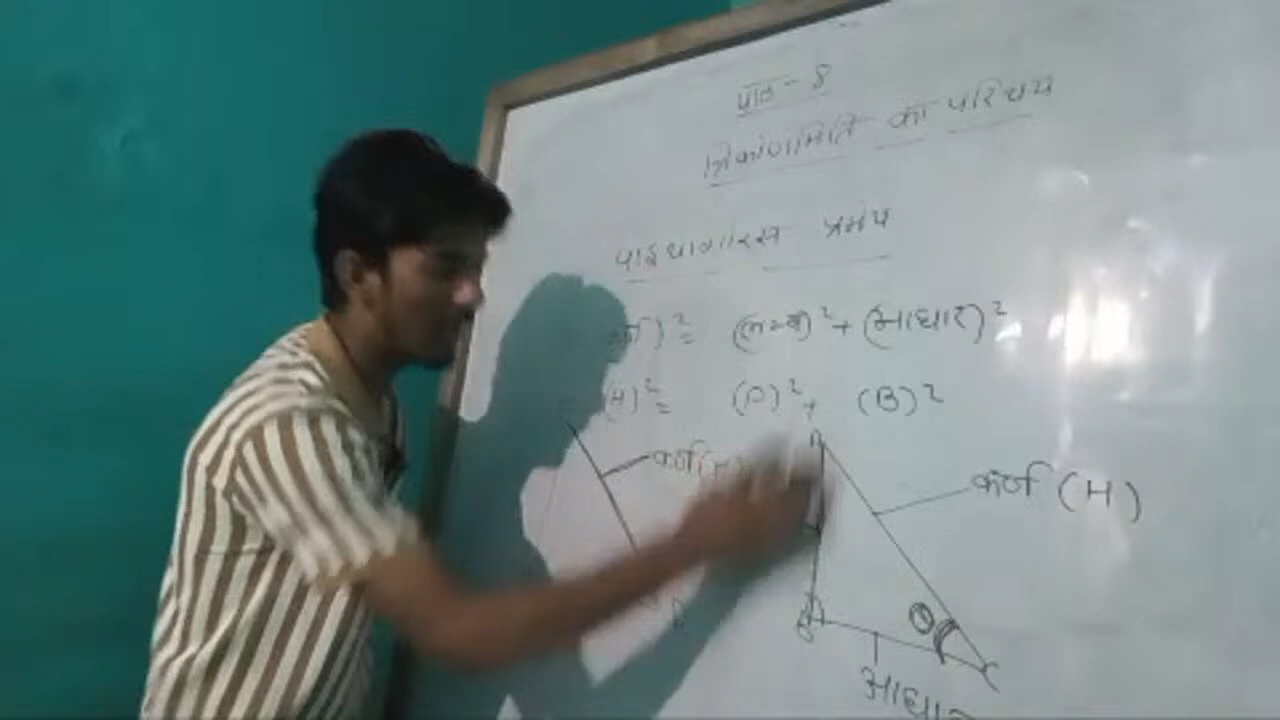 पाठ - 8
त्रिकोणमिति का परिचय
पाइथागोरस प्रमेय
)² = (लम्ब)² + (आधार)²
(H)² = (P)² + (B)²
कर्ण
कर्ण (H)
A
B
θ
C
आधार